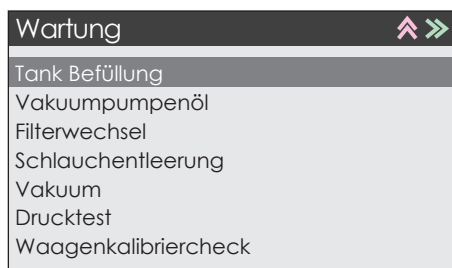 Wartung
Tank Befüllung
Vakuumpumpenöl
Filterwechsel
Schlauchentleerung
Vakuum
Drucktest
Waagenkalibriercheck